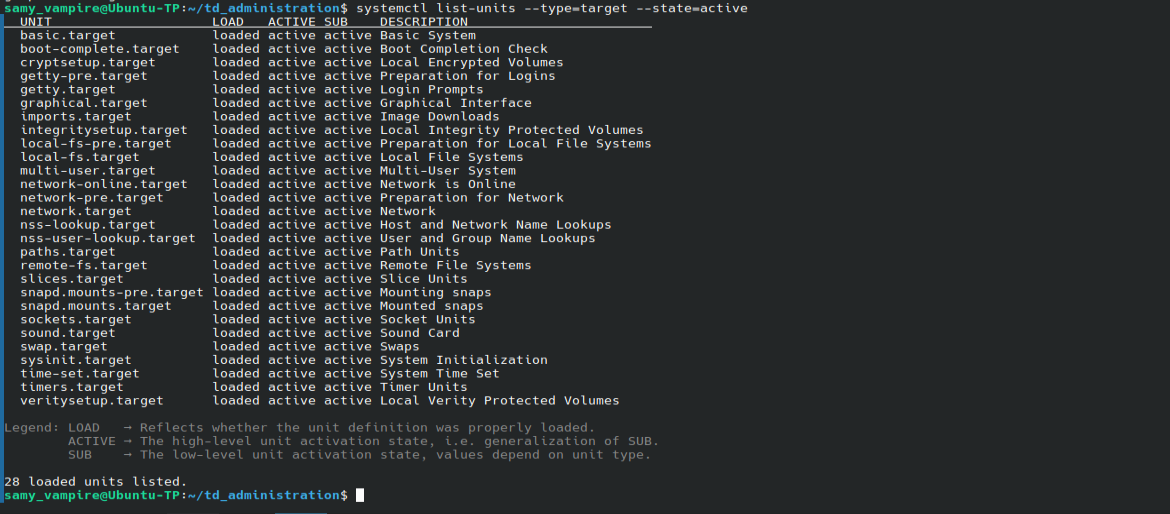 samy_vampire@Ubuntu-TP:~/td_administration$ systemctl list-units --type=target --state=active
  UNIT                    LOAD   ACTIVE SUB    DESCRIPTION
  basic.target            loaded active active Basic System
  boot-complete.target    loaded active active Boot Completion Check
  cryptsetup.target       loaded active active Local Encrypted Volumes
  getty-pre.target        loaded active active Preparation for Logins
  getty.target            loaded active active Login Prompts
  graphical.target        loaded active active Graphical Interface
  imports.target          loaded active active Image Downloads
  integritysetup.target   loaded active active Local Integrity Protected Volumes
  local-fs-pre.target     loaded active active Preparation for Local File Systems
  local-fs.target         loaded active active Local File Systems
  multi-user.target       loaded active active Multi-User System
  network-online.target   loaded active active Network is Online
  network-pre.target      loaded active active Preparation for Network
  network.target          loaded active active Network
  nss-lookup.target       loaded active active Host and Network Name Lookups
  nss-user-lookup.target  loaded active active User and Group Name Lookups
  paths.target            loaded active active Path Units
  remote-fs.target        loaded active active Remote File Systems
  slices.target           loaded active active Slice Units
  snapd.mounts-pre.target loaded active active Mounting snaps
  snapd.mounts.target     loaded active active Mounted snaps
  sockets.target          loaded active active Socket Units
  sound.target            loaded active active Sound Card
  swap.target             loaded active active Swaps
  sysinit.target          loaded active active System Initialization
  time-set.target         loaded active active System Time Set
  timers.target           loaded active active Timer Units
  veritysetup.target      loaded active active Local Verity Protected Volumes
Legend: LOAD   → Reflects whether the unit definition was properly loaded.
        ACTIVE → The high-level unit activation state, i.e. generalization of SUB.
        SUB    → The low-level unit activation state, values depend on unit type.
28 loaded units listed.
samy_vampire@Ubuntu-TP:~/td_administration$